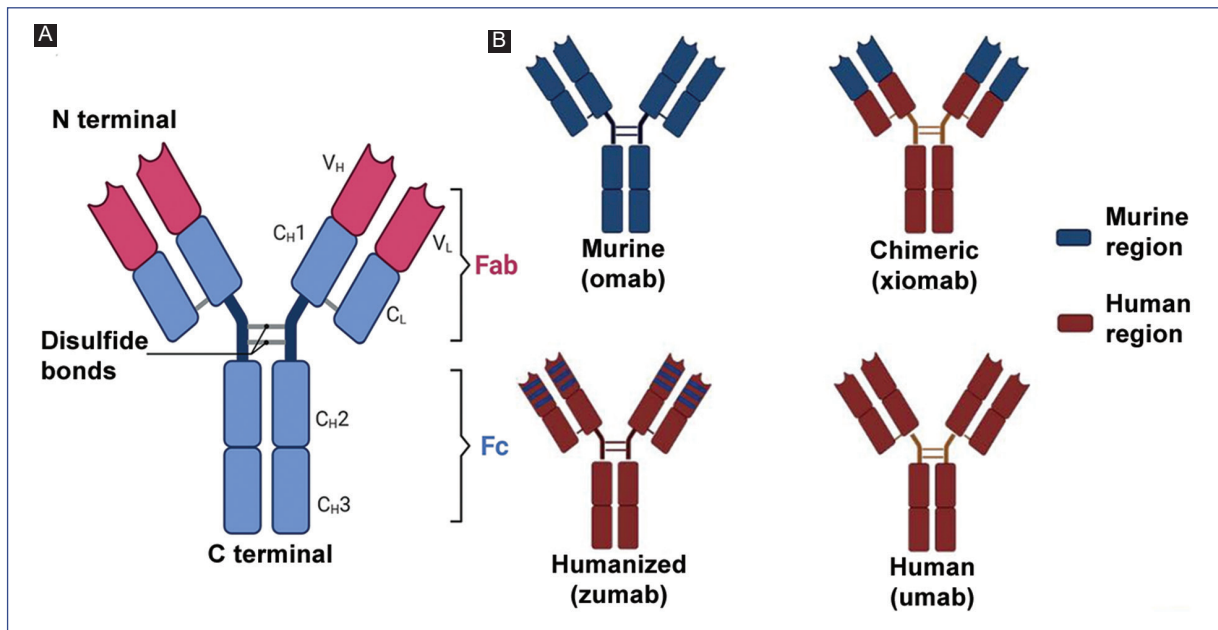 A
N terminal
VH
CH1
VL
Fab
CL
Disulfide
bonds
CH2
Fc
CH3
C terminal
B
Murine
(omab)
Chimeric
(xiomab)
Murine
region
Human
region
Humanized
(zumab)
Human
(umab)